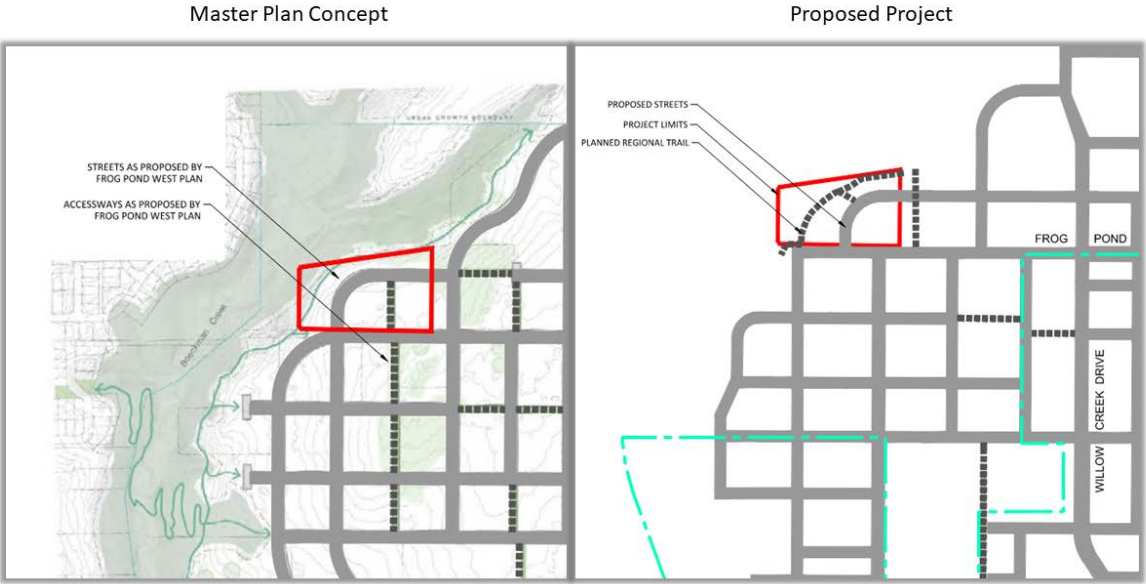 Master Plan Concept
Proposed Project
URBAN GROWTH BOUNDARY
STREETS AS PROPOSED BY
FROG POND WEST PLAN
ACCESSWAYS AS PROPOSED BY
FROG POND WEST PLAN
Boeckman Creek
PROPOSED STREETS
PROJECT LIMITS
PLANNED REGIONAL TRAIL
FROG POND
WILLOW CREEK DRIVE